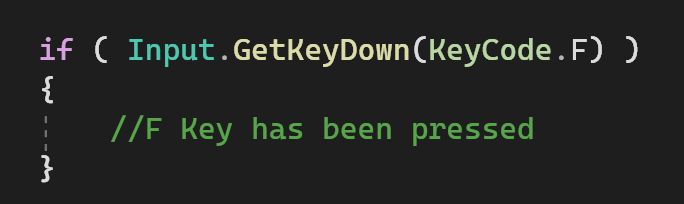 if ( Input.GetKeyDown(KeyCode.F) )
{
    //F Key has been pressed
}